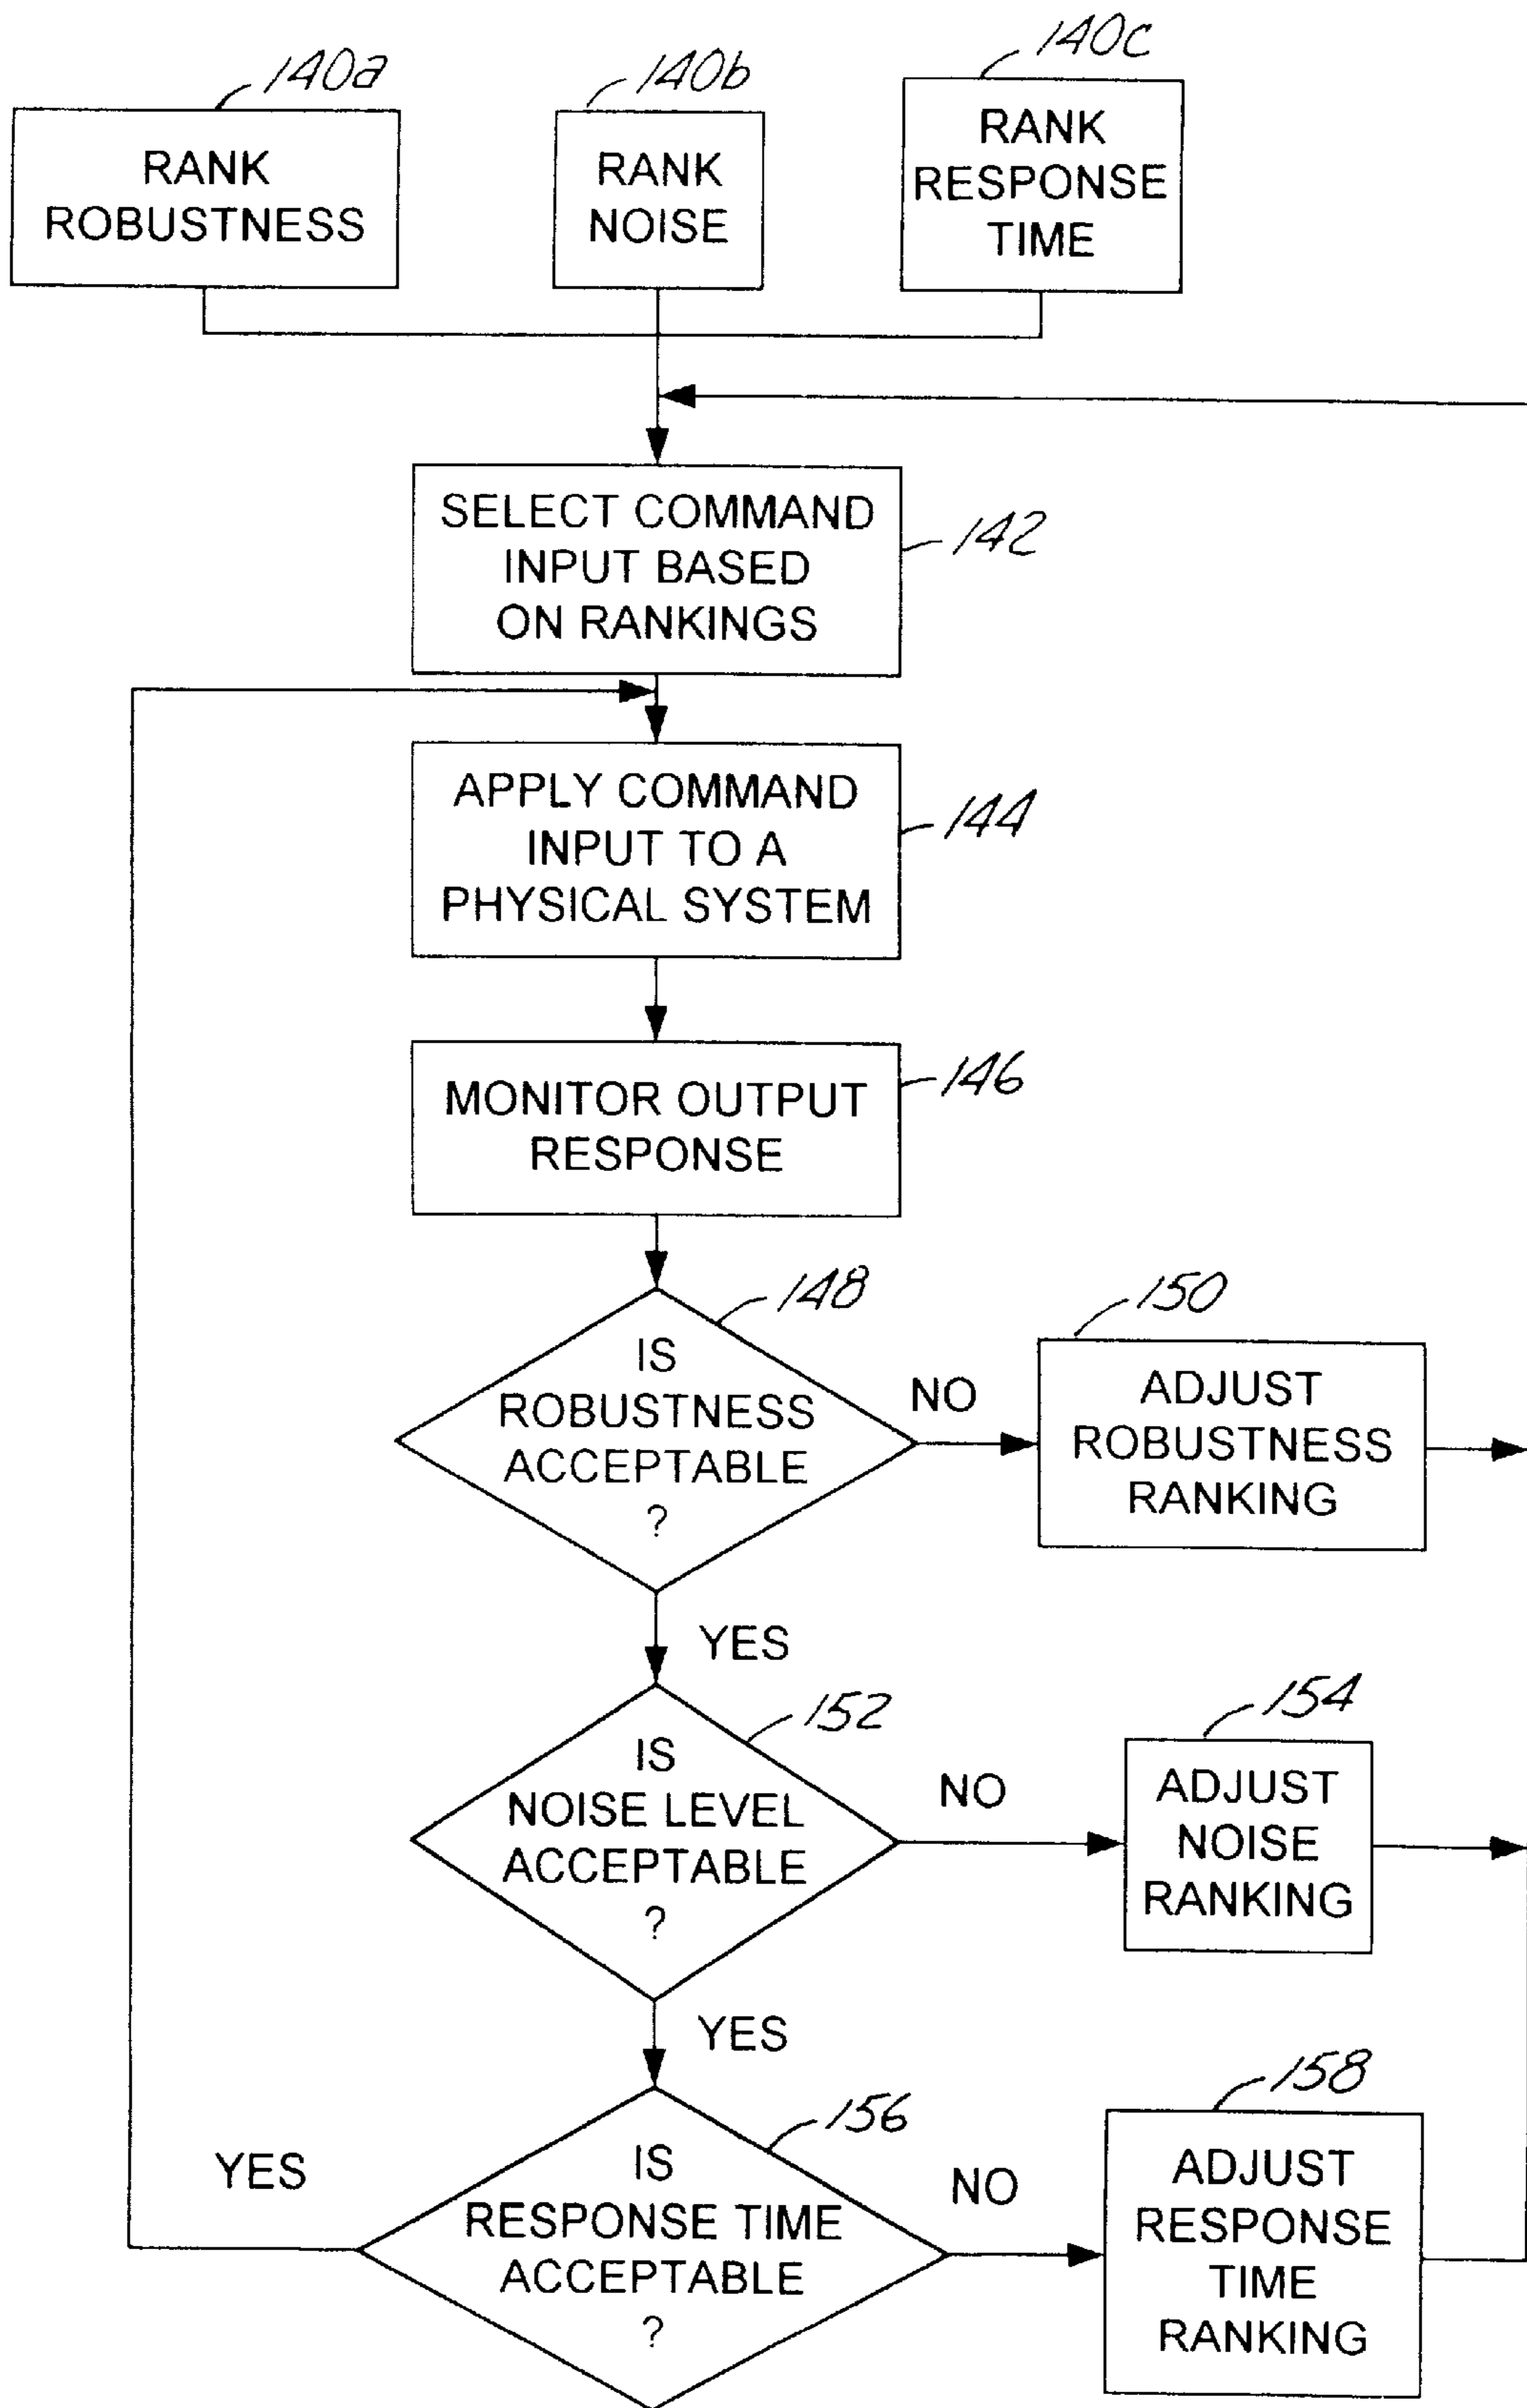 140a
140b
140c
RANK
ROBUSTNESS
RANK
NOISE
RANK
RESPONSE
TIME
SELECT COMMAND
INPUT BASED
ON RANKINGS
142
APPLY COMMAND
INPUT TO A
PHYSICAL SYSTEM
144
MONITOR OUTPUT
RESPONSE
146
148
IS
ROBUSTNESS
ACCEPTABLE
?
NO
150
ADJUST
ROBUSTNESS
RANKING
YES
152
IS
NOISE LEVEL
ACCEPTABLE
?
NO
154
ADJUST
NOISE
RANKING
YES
156
IS
RESPONSE TIME
ACCEPTABLE
?
YES
NO
158
ADJUST
RESPONSE
TIME
RANKING